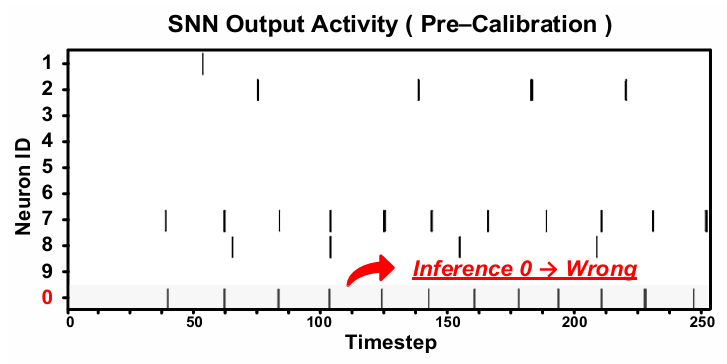 SNN Output Activity ( Pre–Calibration )
Neuron ID
1
2
3
4
5
6
7
8
9
0
Inference 0 → Wrong
0 50 100 150 200 250
Timestep